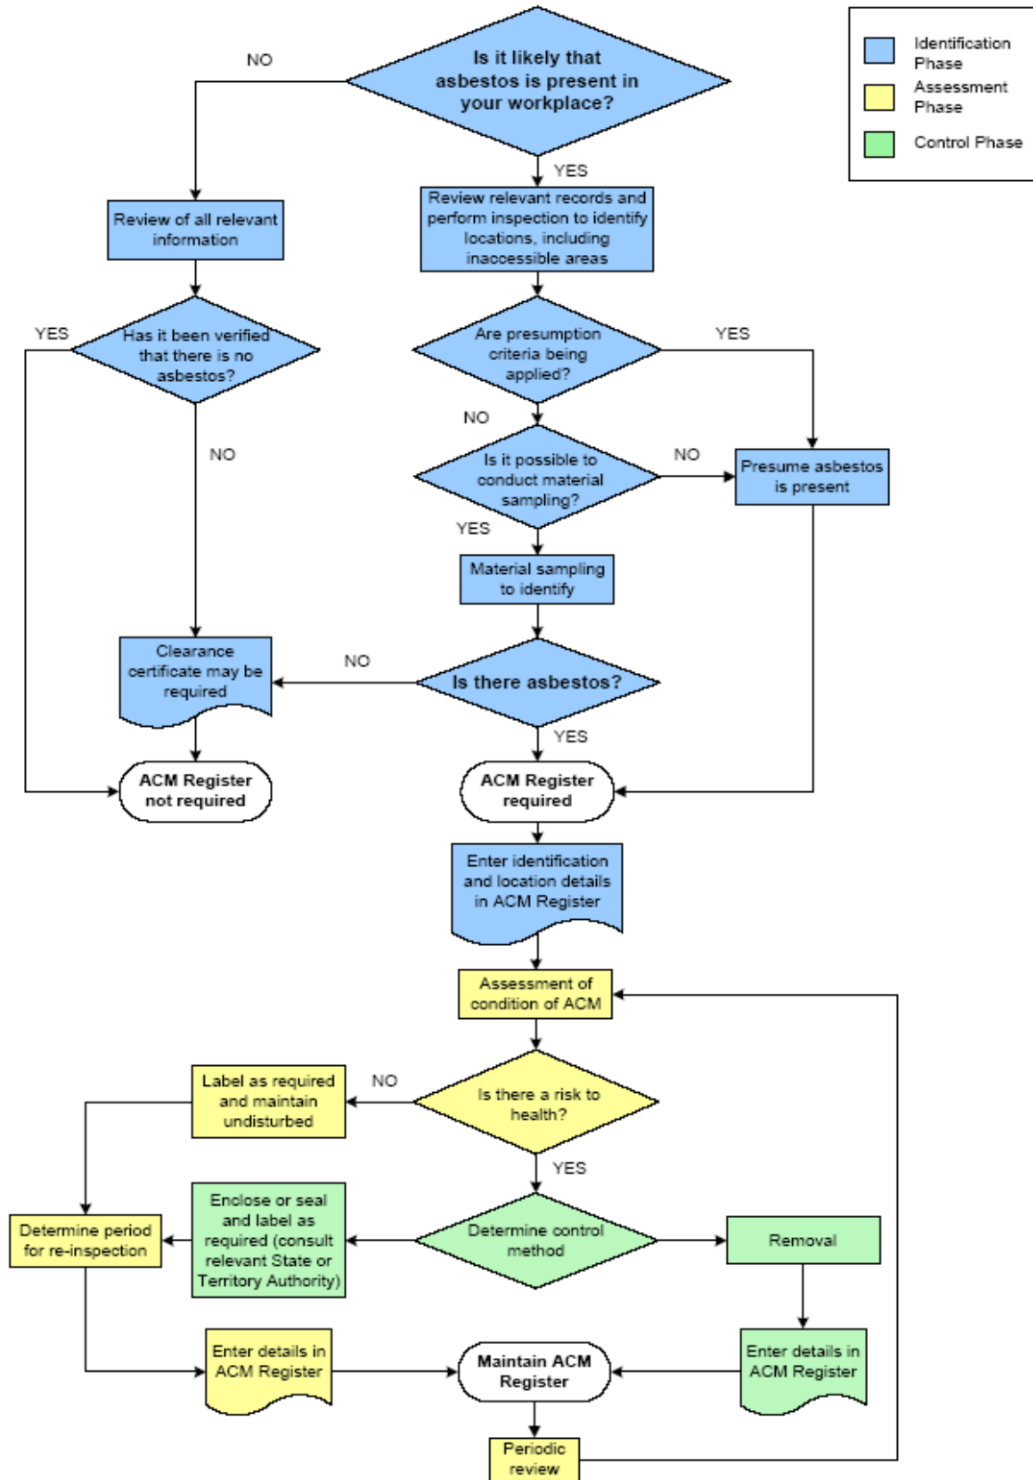 Is it likely that
asbestos is present in
your workplace?
NO
YES
Identification
Phase
Assessment
Phase
Control Phase
Review of all relevant
information
Review relevant records and
perform inspection to identify
locations, including
inaccessible areas
YES
Has it been verified
that there is no
asbestos?
NO
Are presumption
criteria being
applied?
YES
NO
Is it possible to
conduct material
sampling?
NO
YES
Presume asbestos
is present
Material sampling
to identify
Clearance
certificate may be
required
NO
Is there asbestos?
YES
ACM Register
not required
ACM Register
required
Enter identification
and location details
in ACM Register
Assessment of
condition of ACM
Label as required
and maintain
undisturbed
NO
Is there a risk to
health?
YES
Determine period
for re-inspection
Enclose or seal
and label as
required (consult
relevant State or
Territory Authority)
Determine control
method
Removal
Enter details in
ACM Register
Maintain ACM
Register
Enter details in
ACM Register
Periodic
review